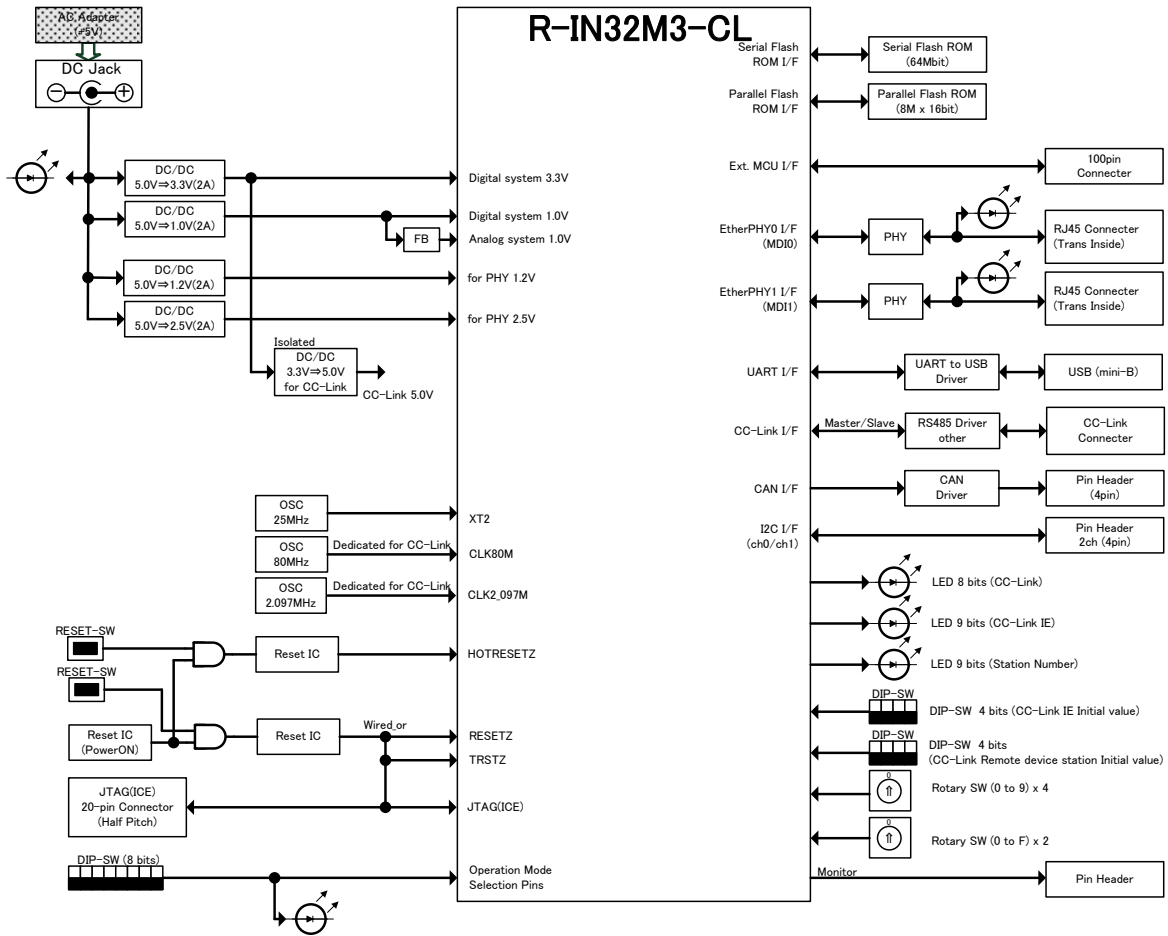 AC Adapter
(+5V)
DC Jack
R-IN32M3-CL
DC/DC
5.0V⇒3.3V(2A)
DC/DC
5.0V⇒1.0V(2A)
FB
DC/DC
5.0V⇒1.2V(2A)
DC/DC
5.0V⇒2.5V(2A)
Isolated
DC/DC
3.3V⇒5.0V
for CC-Link
CC-Link 5.0V
Digital system 3.3V
Digital system 1.0V
Analog system 1.0V
for PHY 1.2V
for PHY 2.5V
OSC
25MHz
XT2
OSC
80MHz
Dedicated for CC-Link
CLK80M
OSC
2.097MHz
Dedicated for CC-Link
CLK2_097M
RESET-SW
Reset IC
HOTRESETZ
RESET-SW
Reset IC
(PowerON)
Reset IC
Wired_or
RESETZ
TRSTZ
JTAG(ICE)
20-pin Connector
(Half Pitch)
JTAG(ICE)
DIP-SW (8 bits)
Operation Mode
Selection Pins
Serial Flash
ROM I/F
Serial Flash ROM
(64Mbit)
Parallel Flash
ROM I/F
Parallel Flash ROM
(8M x 16bit)
Ext. MCU I/F
100pin
Connecter
EtherPHY0 I/F
(MDI0)
PHY
RJ45 Connecter
(Trans Inside)
EtherPHY1 I/F
(MDI1)
PHY
RJ45 Connecter
(Trans Inside)
UART I/F
UART to USB
Driver
USB (mini-B)
CC-Link I/F
Master/Slave
RS485 Driver
other
CC-Link
Connecter
CAN I/F
CAN
Driver
Pin Header
(4pin)
I2C I/F
(ch0/ch1)
Pin Header
2ch (4pin)
LED 8 bits (CC-Link)
LED 9 bits (CC-Link IE)
LED 9 bits (Station Number)
DIP-SW
DIP-SW 4 bits (CC-Link IE Initial value)
DIP-SW
DIP-SW 4 bits
(CC-Link Remote device station Initial value)
0
Rotary SW (0 to 9) x 4
0
Rotary SW (0 to F) x 2
Monitor
Pin Header